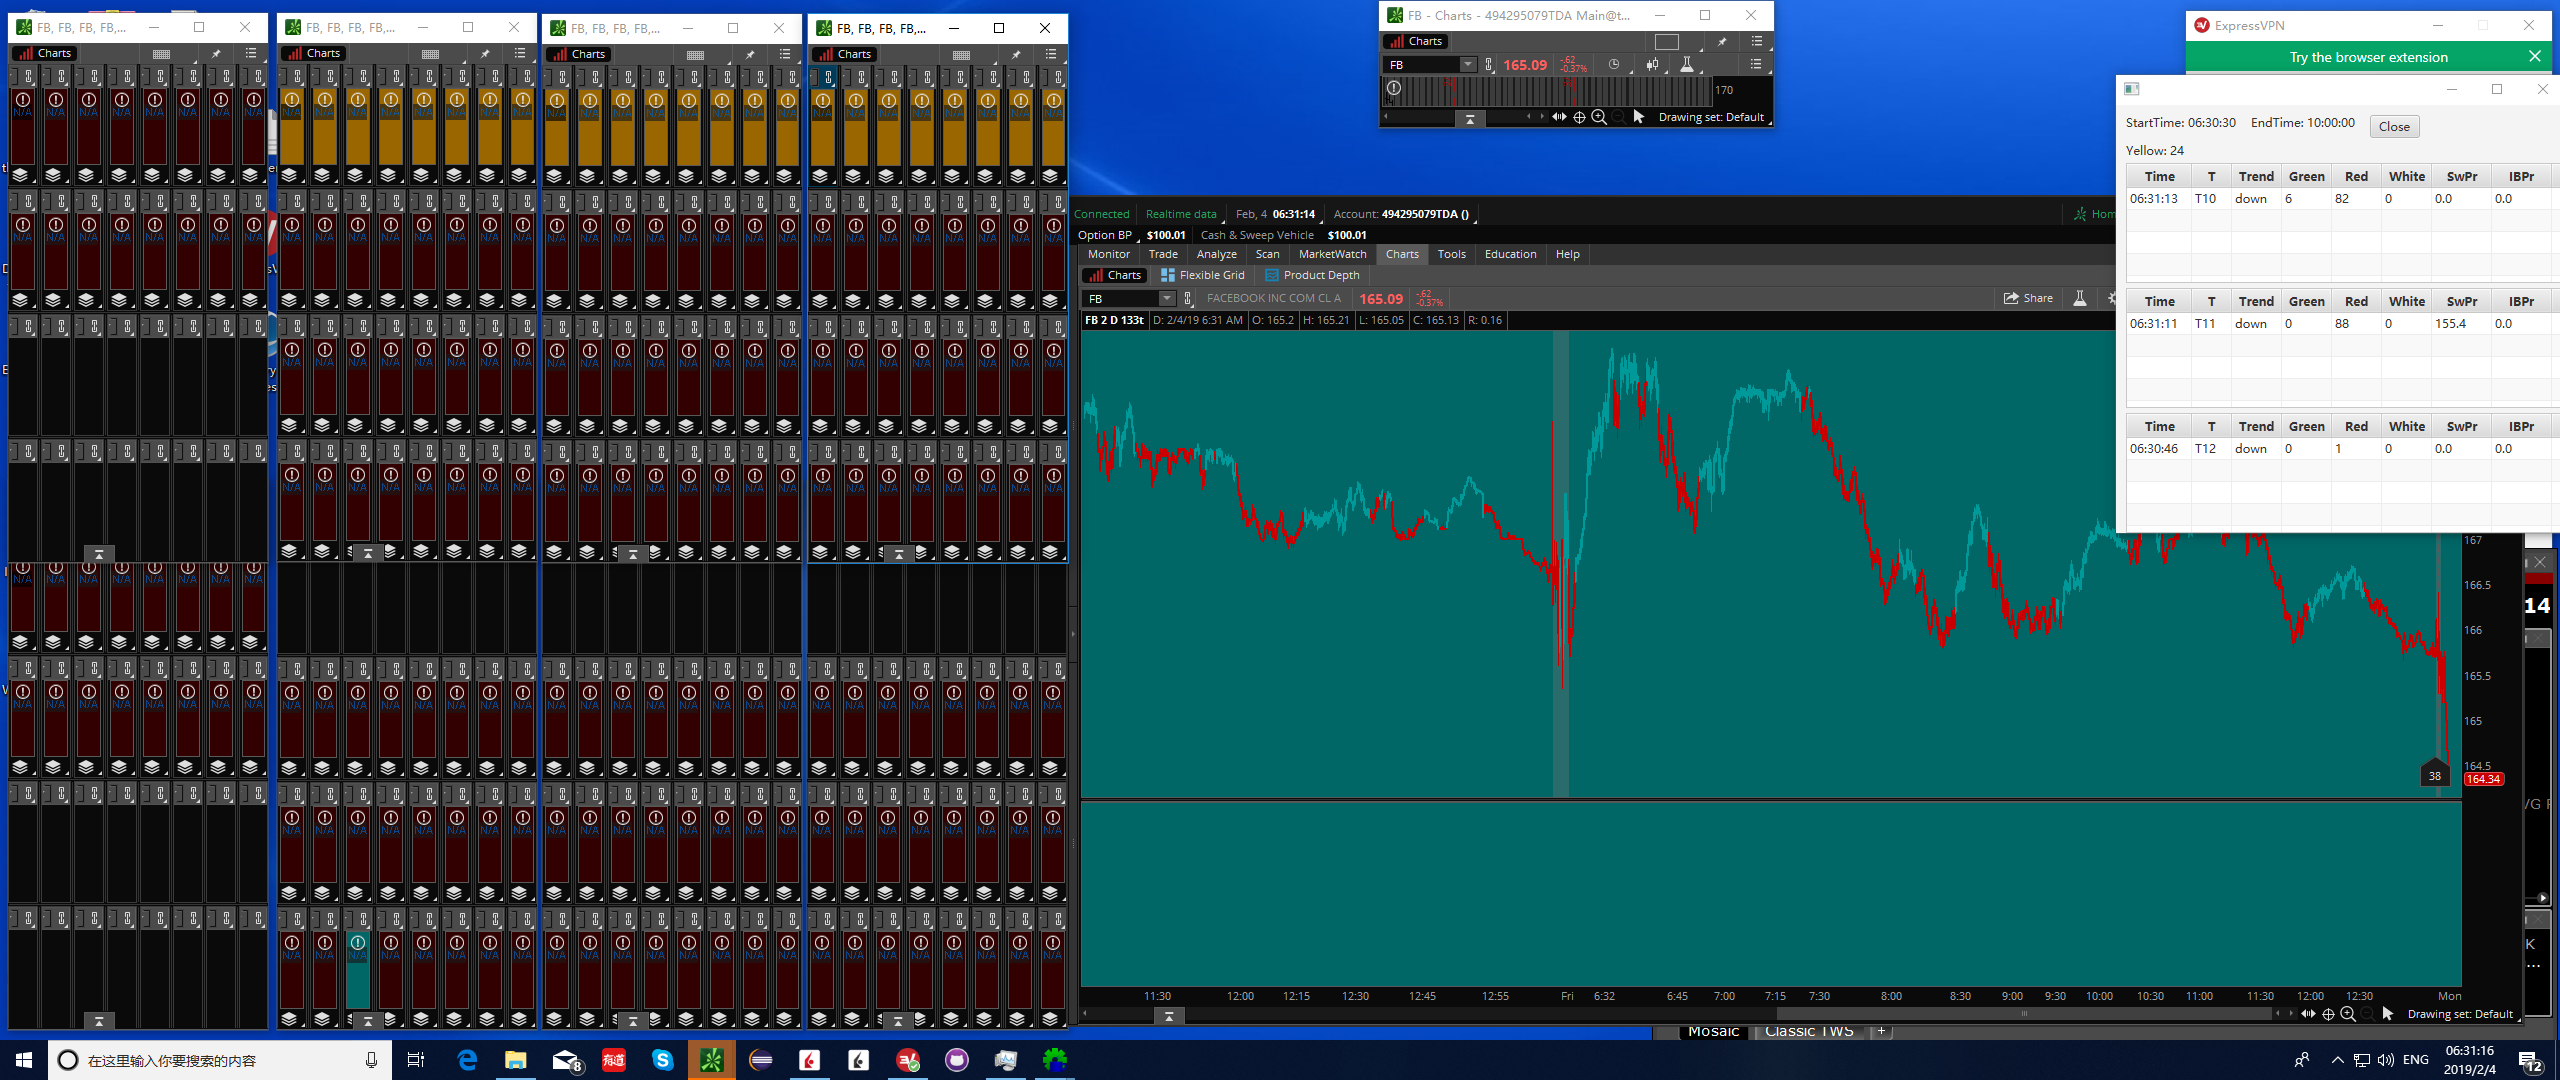 FB, FB, FB, FB,...
Charts
FB, FB, FB, FB,...
Charts
FB, FB, FB, FB,...
Charts
FB, FB, FB, FB,...
Charts
N/A N/A N/A N/A N/A N/A N/A N/A
FB - Charts - 494295079TDA Main@t...
Charts
FB 165.09 -.62 -0.37%
170
Drawing set: Default
ExpressVPN
Try the browser extension
StartTime: 06:30:30 EndTime: 10:00:00 Close
Yellow: 24
Time T Trend Green Red White SwPr IBPr
06:31:13 T10 down 6 82 0 0.0 0.0
Time T Trend Green Red White SwPr IBPr
06:31:11 T11 down 0 88 0 155.4 0.0
Time T Trend Green Red White SwPr IBPr
06:30:46 T12 down 0 1 0 0.0 0.0
Connected Realtime data Feb, 4 06:31:14 Account: 494295079TDA () Hom
Option BP $100.01 Cash & Sweep Vehicle $100.01
Monitor Trade Analyze Scan MarketWatch Charts Tools Education Help
Charts Flexible Grid Product Depth
FB FACEBOOK INC COM CL A 165.09 -.62 -0.37% Share
FB 2 D 133t D: 2/4/19 6:31 AM O: 165.2 H: 165.21 L: 165.05 C: 165.13 R: 0.16
167
166.5
166
165.5
165
164.5
164.34
38
14
VG F
K
...
11:30 12:00 12:15 12:30 12:45 12:55 Fri 6:32 6:45 7:00 7:15 7:30 8:00 8:30 9:00 9:30 10:00 10:30 11:00 11:30 12:00 12:30 Mon
Drawing set: Default
Mosaic Classic TWS +
在这里输入你要搜索的内容
8
有道
ENG
06:31:16
2019/2/4
12